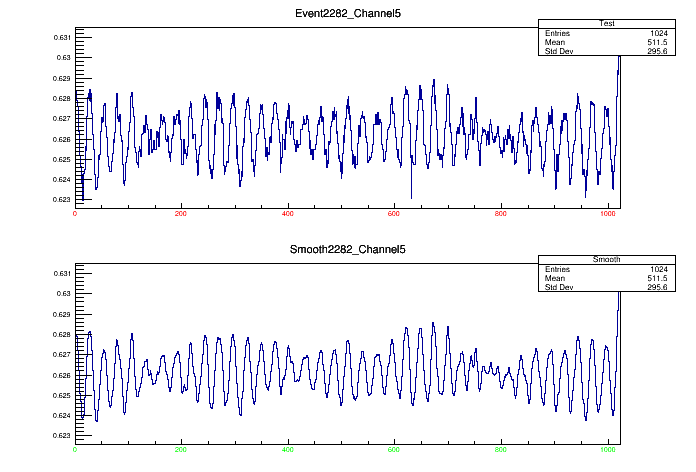 Event2282_Channel5
Test
Entries 1024
Mean 511.5
Std Dev 295.6
0.631
0.63
0.629
0.628
0.627
0.626
0.625
0.624
0.623
0 200 400 600 800 1000
Smooth2282_Channel5
Smooth
Entries 1024
Mean 511.5
Std Dev 295.6
0.631
0.63
0.629
0.628
0.627
0.626
0.625
0.624
0.623
0 200 400 600 800 1000